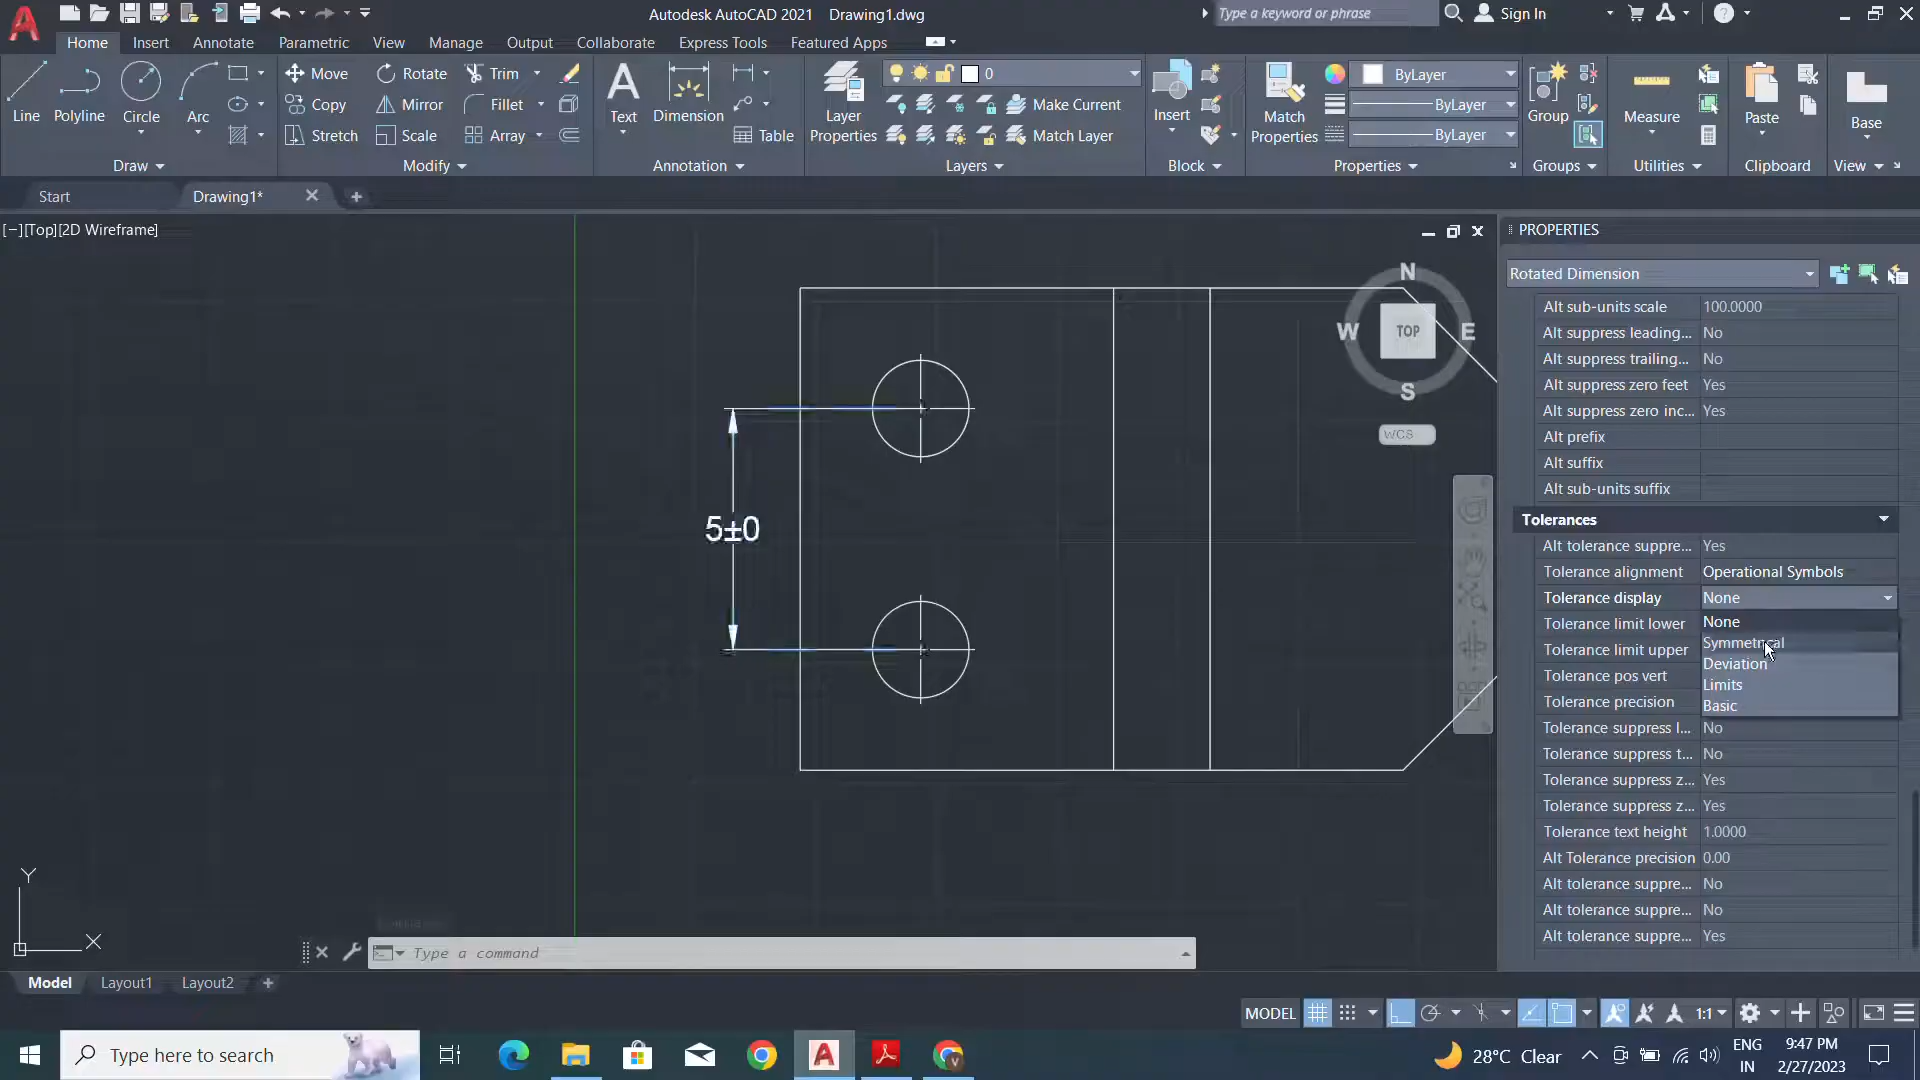 Autodesk AutoCAD 2021 Drawing1.dwg
Type a keyword or phrase
Sign In
Home Insert Annotate Parametric View Manage Output Collaborate Express Tools Featured Apps
Line Polyline Circle Arc
Move Rotate Trim
Copy Mirror Fillet
Stretch Scale Array
Text Dimension Table
Layer Properties
0
Make Current
Match Layer
Insert
Match Properties
ByLayer
ByLayer
ByLayer
Group Measure Paste Base
Draw Modify Annotation Layers Block Properties Groups Utilities Clipboard View
Start Drawing1*
[−][Top][2D Wireframe]
N
W TOP E
S
WCS
5±0
PROPERTIES
Rotated Dimension
Alt sub-units scale 100.0000
Alt suppress leading... No
Alt suppress trailing... No
Alt suppress zero feet Yes
Alt suppress zero inc... Yes
Alt prefix
Alt suffix
Alt sub-units suffix
Tolerances
Alt tolerance suppre... Yes
Tolerance alignment Operational Symbols
Tolerance display None
Tolerance limit lower
Tolerance limit upper
Tolerance pos vert
Tolerance precision
None
Symmetrical
Deviation
Limits
Basic
Tolerance suppress l... No
Tolerance suppress t... No
Tolerance suppress z... Yes
Tolerance suppress z... Yes
Tolerance text height 1.0000
Alt Tolerance precision 0.00
Alt tolerance suppre... No
Alt tolerance suppre... No
Alt tolerance suppre... Yes
Y
X
Type a command
Model Layout1 Layout2
MODEL 1:1
Type here to search
28°C Clear
ENG
IN
9:47 PM
2/27/2023